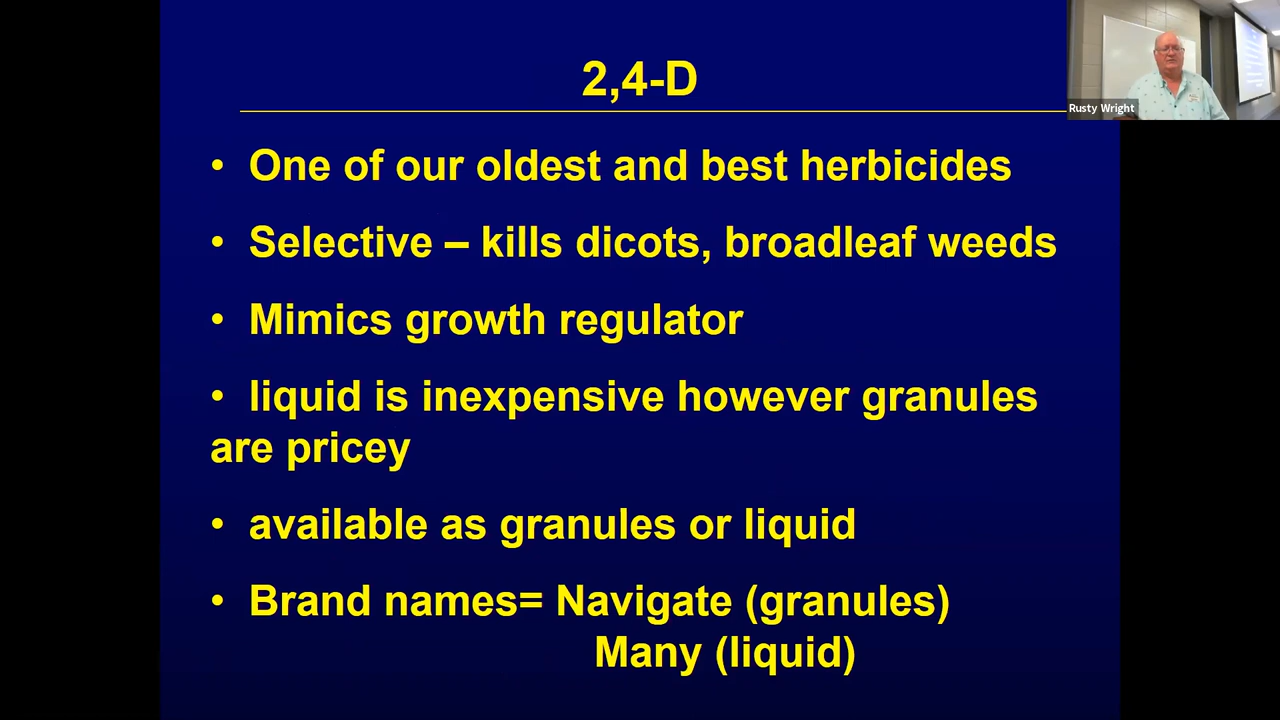 2,4-D
Rusty Wright
• One of our oldest and best herbicides
• Selective – kills dicots, broadleaf weeds
• Mimics growth regulator
• liquid is inexpensive however granules
are pricey
• available as granules or liquid
• Brand names= Navigate (granules)
Many (liquid)